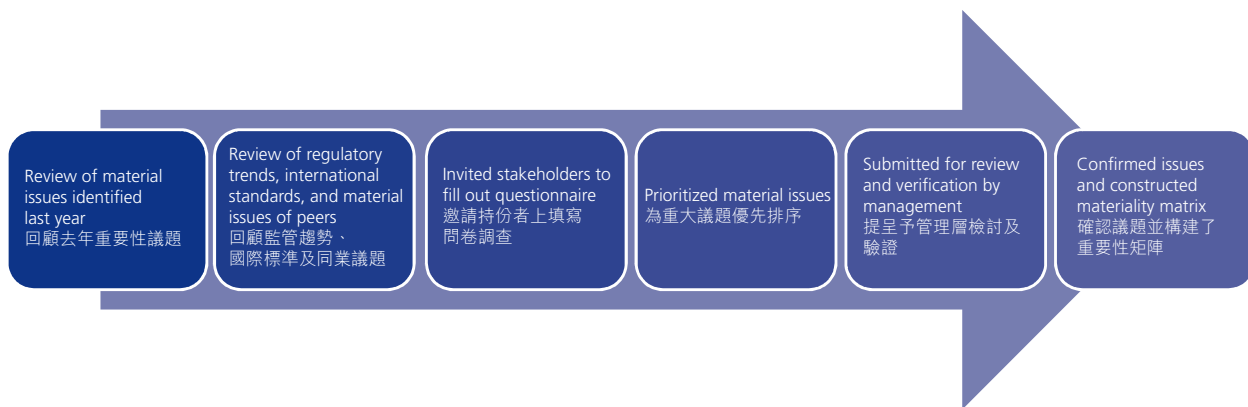 Review of material
issues identified
last year
回顧去年重要性議題
Review of regulatory
trends, international
standards, and material
issues of peers
回顧監管趨勢、
國際標準及同業議題
Invited stakeholders to
fill out questionnaire
邀請持份者上填寫
問卷調查
Prioritized material issues
為重大議題優先排序
Submitted for review
and verification by
management
提呈予管理層檢討及
驗證
Confirmed issues
and constructed
materiality matrix
確認議題並構建了
重要性矩陣